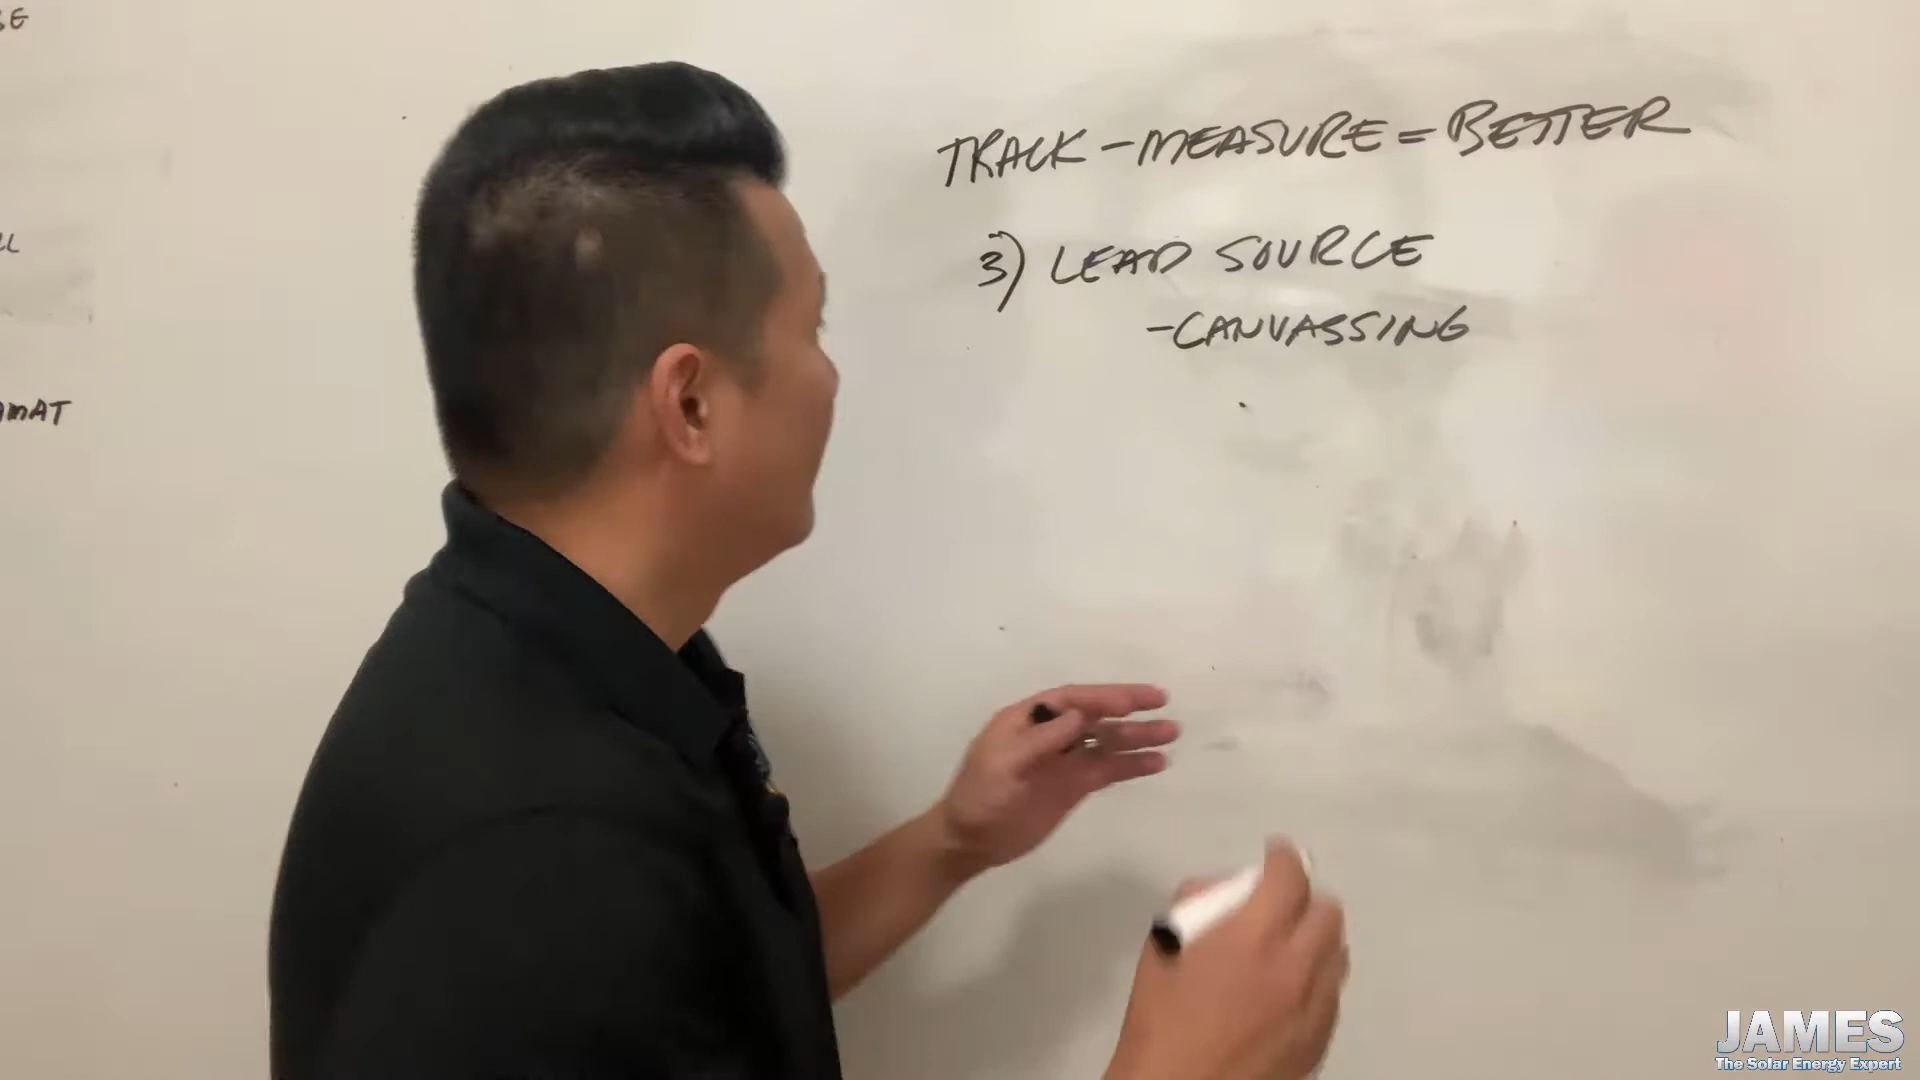 TRACK - MEASURE = BETTER
3) LEAD SOURCE
- CANVASSING
JAMES
The Solar Energy Expert